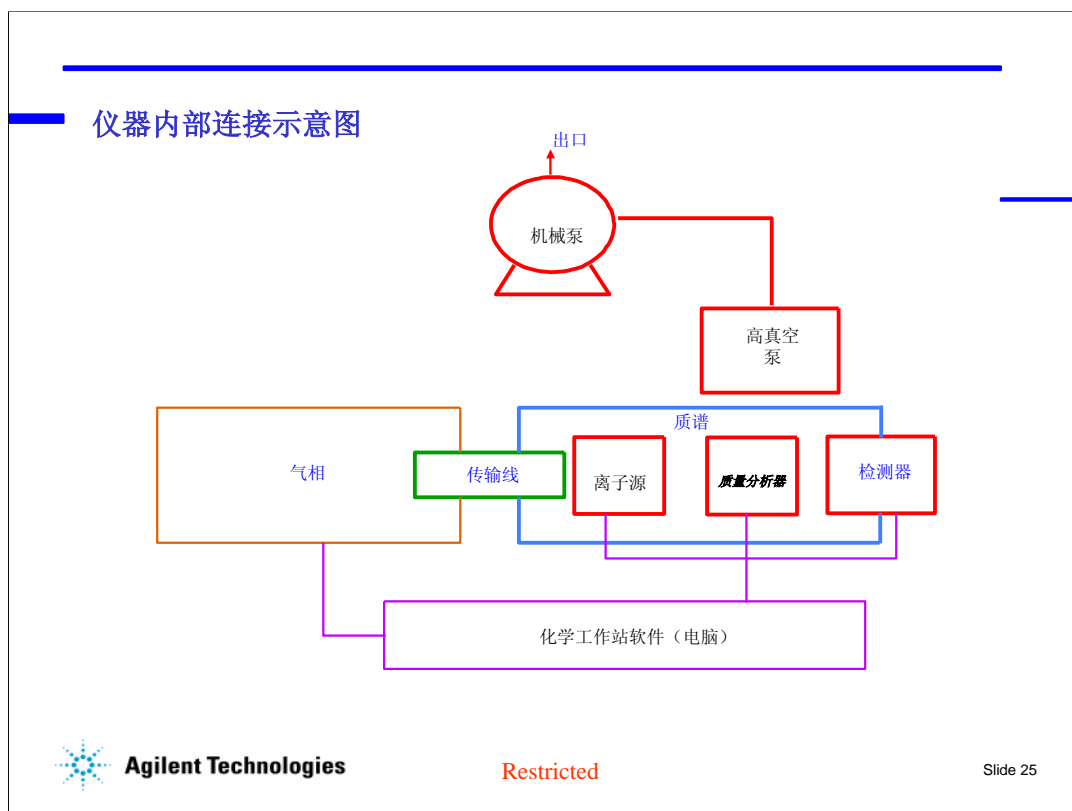 仪器内部连接示意图
出口
机械泵
高真空
泵
质谱
气相
传输线
离子源
质量分析器
检测器
化学工作站软件（电脑）
Agilent Technologies
Restricted
Slide 25